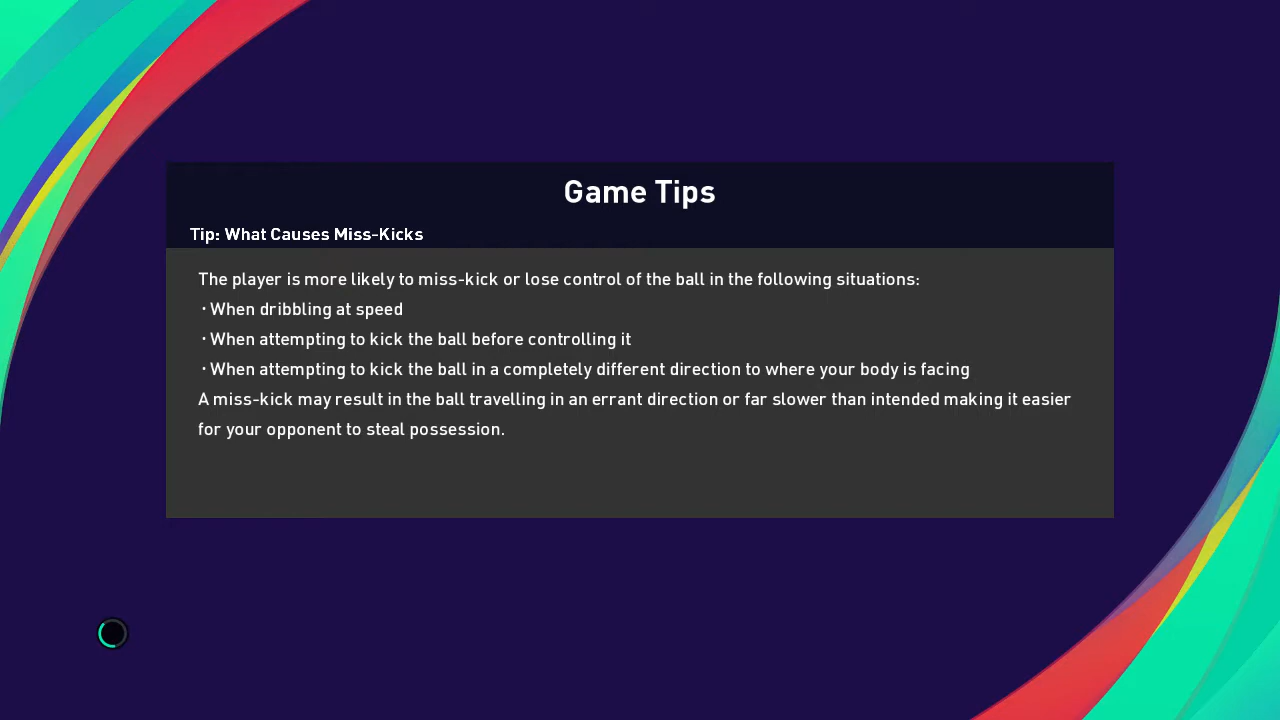 Game Tips
Tip: What Causes Miss-Kicks
The player is more likely to miss-kick or lose control of the ball in the following situations:
・When dribbling at speed
・When attempting to kick the ball before controlling it
・When attempting to kick the ball in a completely different direction to where your body is facing
A miss-kick may result in the ball travelling in an errant direction or far slower than intended making it easier
for your opponent to steal possession.